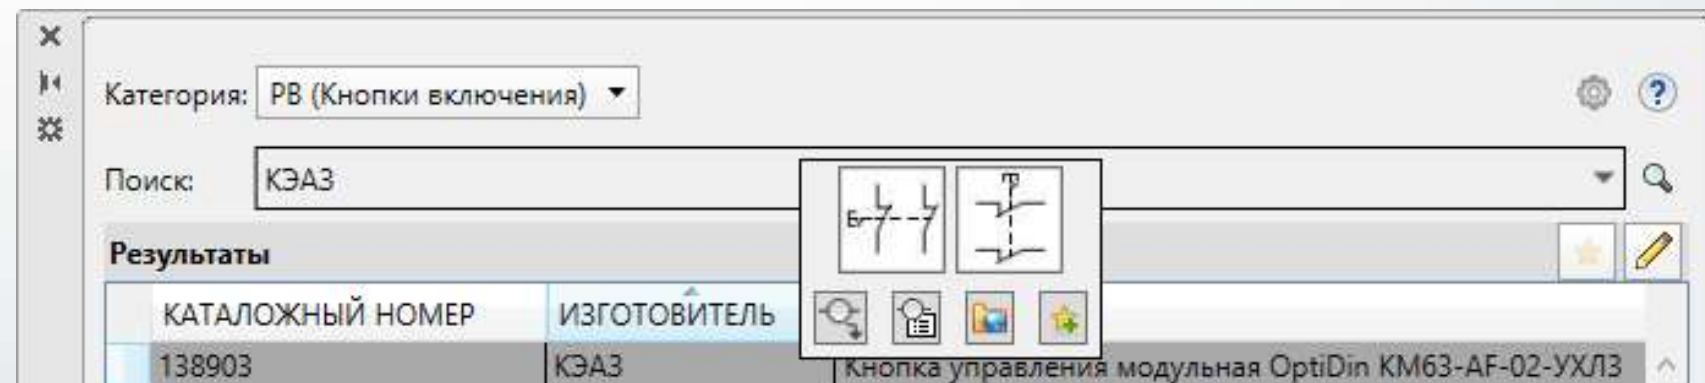 Категория: PB (Кнопки включения)
Поиск: КЭАЗ
Результаты
КАТАЛОЖНЫЙ НОМЕР ИЗГОТОВИТЕЛЬ
138903 КЭАЗ Кнопка управления модульная OptiDin КМ63-AF-02-УХЛ3